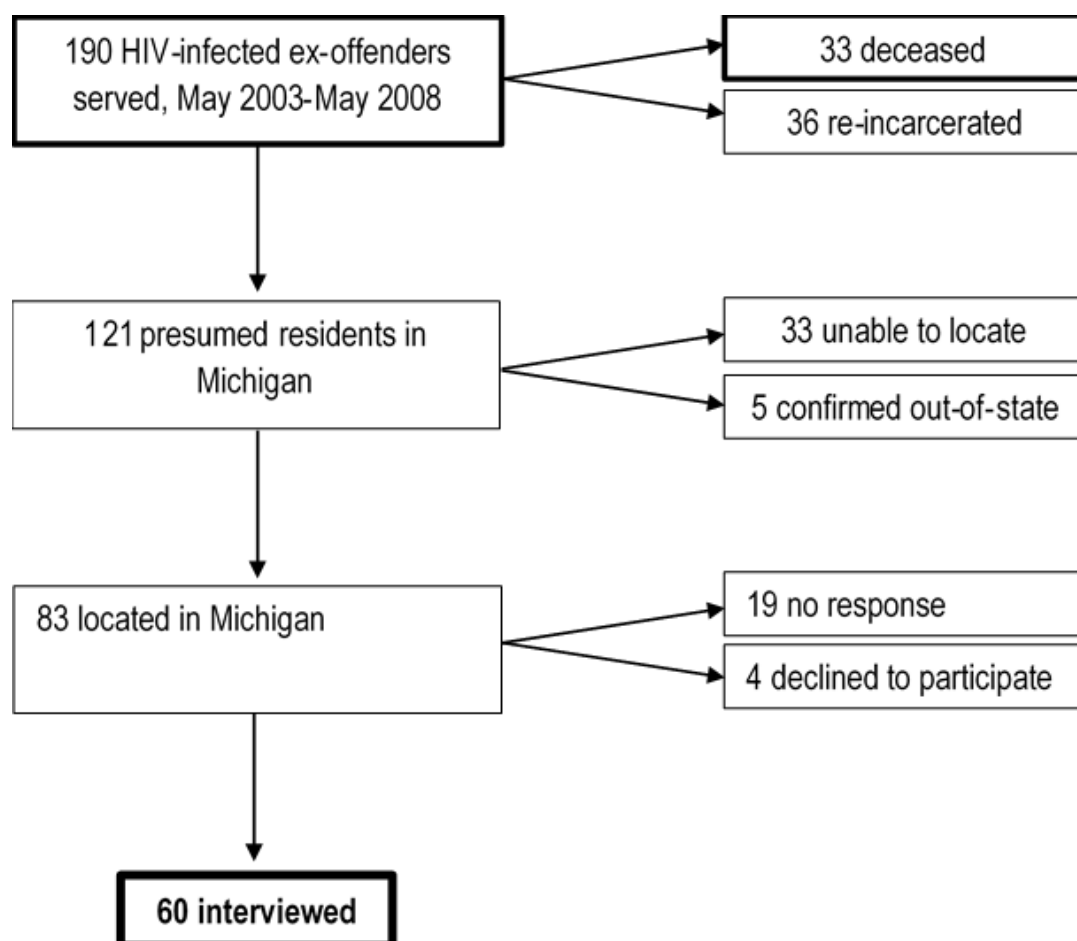 190 HIV-infected ex-offenders
served, May 2003-May 2008
33 deceased
36 re-incarcerated
121 presumed residents in
Michigan
33 unable to locate
5 confirmed out-of-state
83 located in Michigan
19 no response
4 declined to participate
60 interviewed